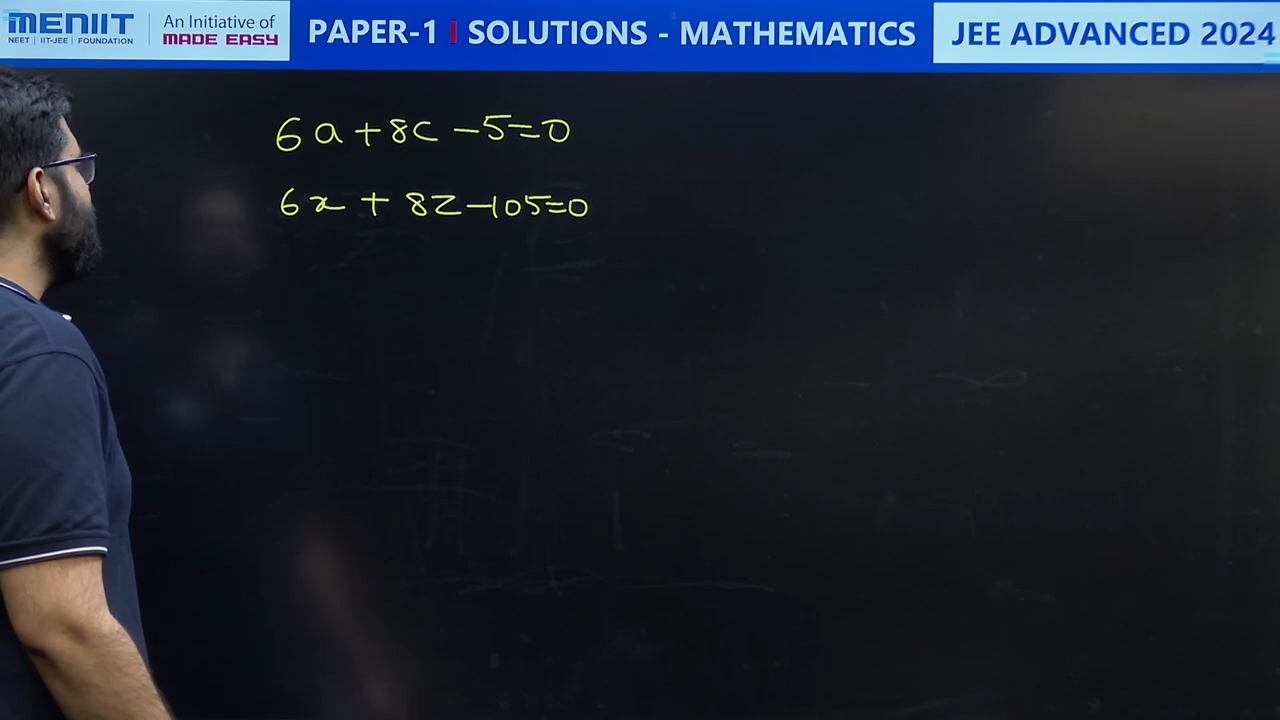 MENIIT
NEET | IIT-JEE | FOUNDATION
An Initiative of
MADE EASY
PAPER-1 | SOLUTIONS - MATHEMATICS
JEE ADVANCED 2024
6a+8c-5=0
6x+8z-105=0